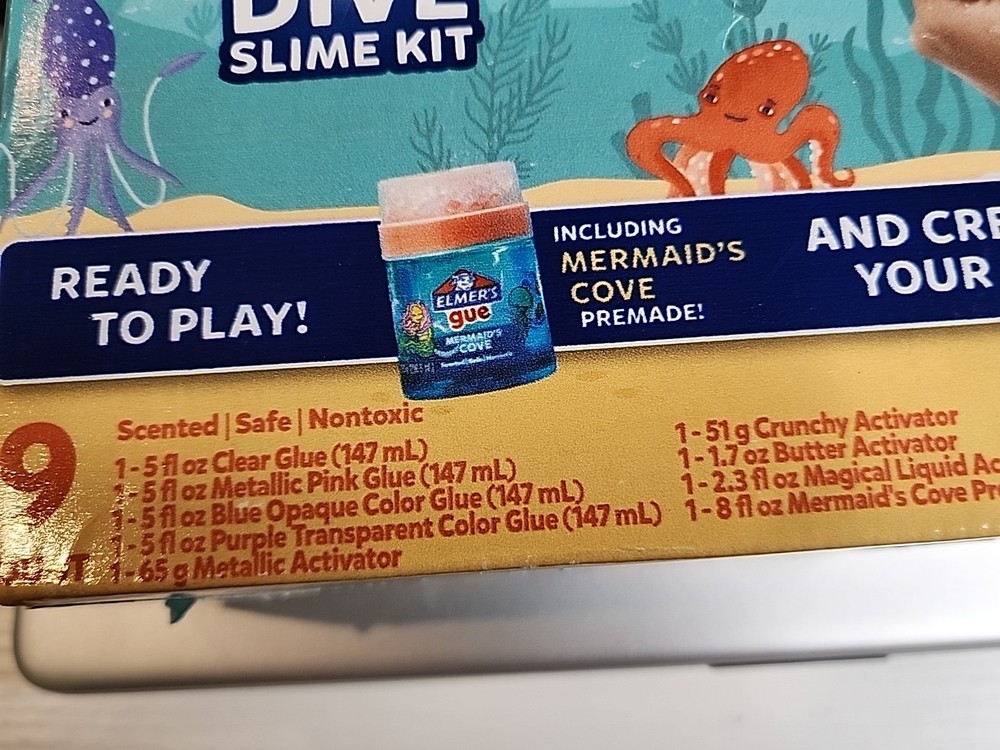 DIVE
SLIME KIT
READY
TO PLAY!
ELMER'S
gue
MERMAID'S
COVE
INCLUDING
MERMAID'S
COVE
PREMADE!
AND CRE
YOUR
9
Scented | Safe | Nontoxic
1-5 fl oz Clear Glue (147 mL)
1-5 fl oz Metallic Pink Glue (147 mL)
1-5 fl oz Blue Opaque Color Glue (147 mL)
1-5 fl oz Purple Transparent Color Glue (147 mL)
1-65 g Metallic Activator
1-51 g Crunchy Activator
1-1.7 oz Butter Activator
1-2.3 fl oz Magical Liquid Ac
1-8 fl oz Mermaid's Cove Pr